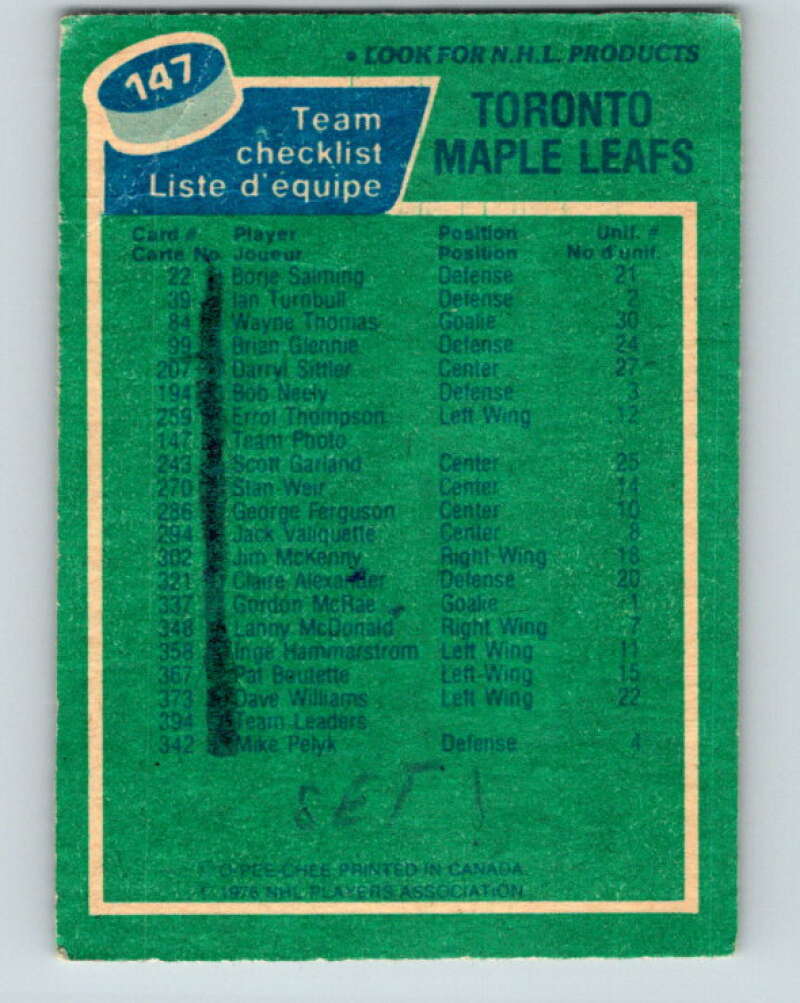 147
• LOOK FOR N.H.L. PRODUCTS
Team checklist
Liste d'équipe
TORONTO MAPLE LEAFS
Card # Player Position Unif. #
Carte No Joueur Position No d'unif.
22 Borje Salming Defense 21
39 Ian Turnbull Defense 2
84 Wayne Thomas Goalie 30
99 Brian Glennie Defense 24
207 Darryl Sittler Center 27
194 Bob Neely Defense 3
259 Errol Thompson Left Wing 12
147 Team Photo
243 Scott Garland Center 25
270 Stan Weir Center 14
286 George Ferguson Center 10
294 Jack Valiquette Center 8
302 Jim McKenny Right Wing 18
321 Claire Alexander Defense 20
337 Gordon McRae Goalie 1
348 Lanny McDonald Right Wing 7
358 Inge Hammarstrom Left Wing 11
367 Pat Boutette Left Wing 15
373 Dave Williams Left Wing 22
394 Team Leaders
342 Mike Pelyk Defense 4
SET 1
O-PEE-CHEE PRINTED IN CANADA
© 1976 NHL PLAYERS ASSOCIATION